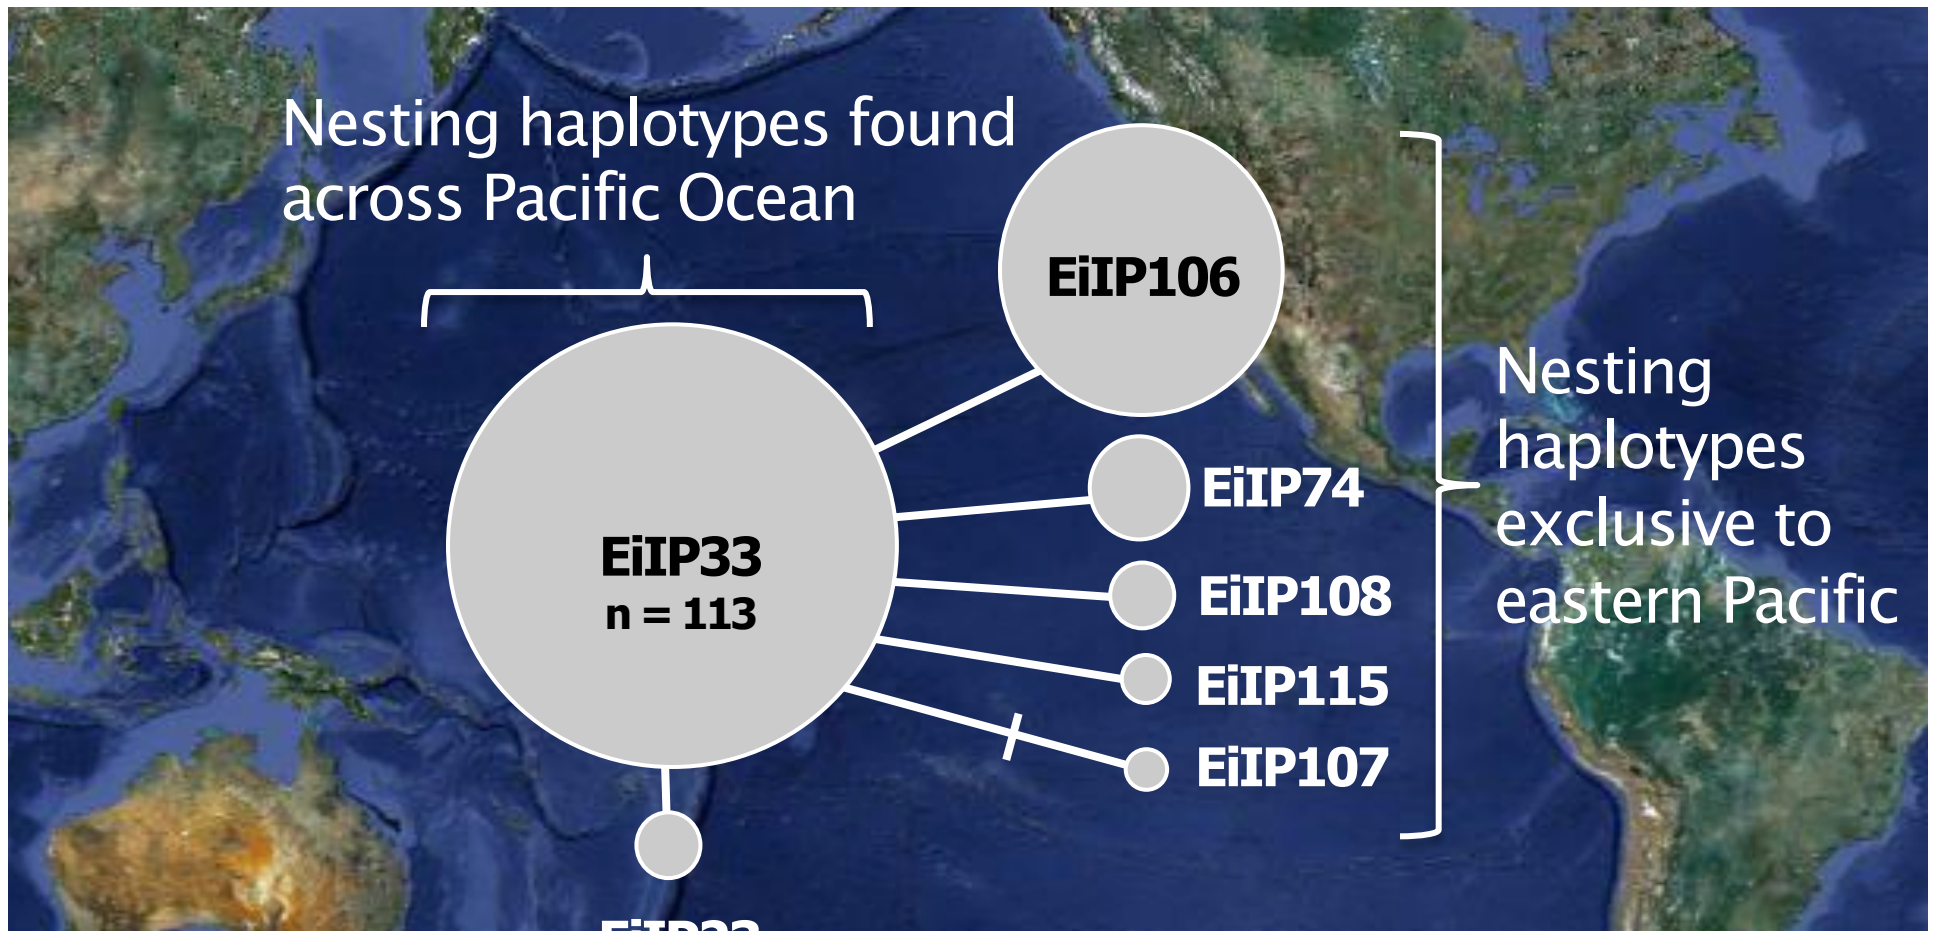 Nesting haplotypes found
across Pacific Ocean
EiIP106
Nesting
haplotypes
exclusive to
eastern Pacific
EiIP74
EiIP33
n = 113
EiIP108
EiIP115
EiIP107